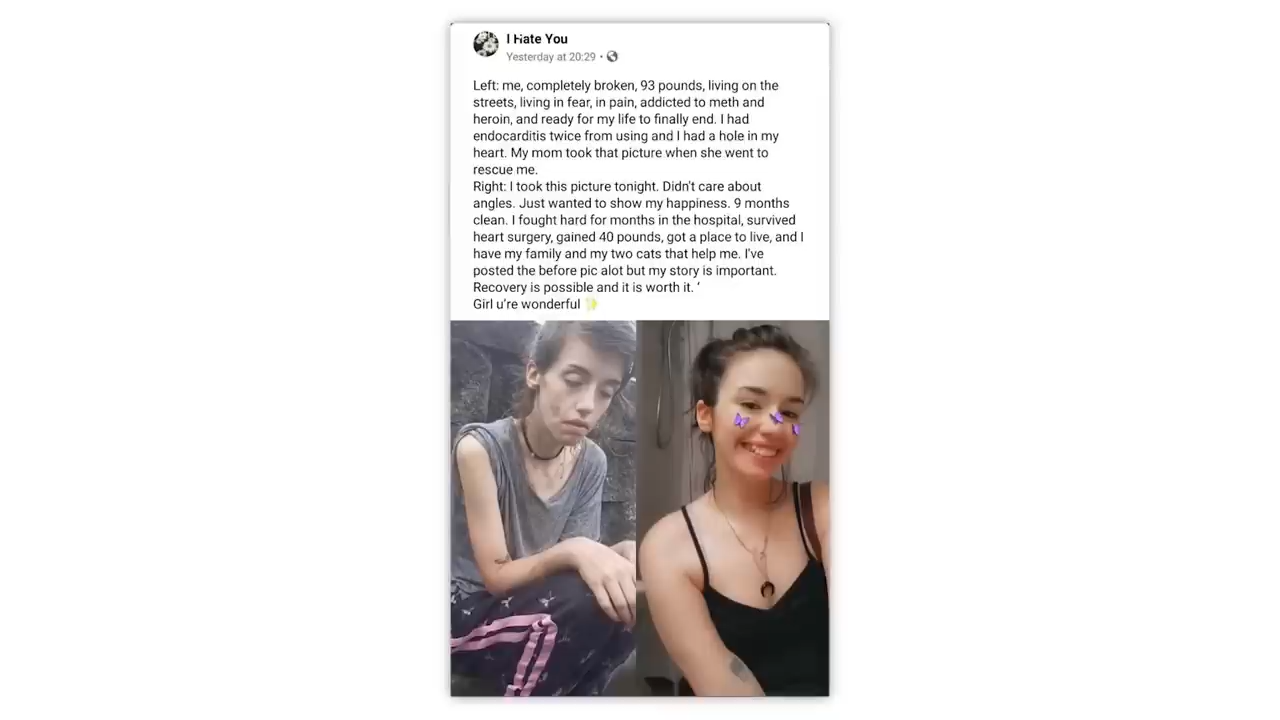 I Hate You
Yesterday at 20:29 •
Left: me, completely broken, 93 pounds, living on the
streets, living in fear, in pain, addicted to meth and
heroin, and ready for my life to finally end. I had
endocarditis twice from using and I had a hole in my
heart. My mom took that picture when she went to
rescue me.
Right: I took this picture tonight. Didn't care about
angles. Just wanted to show my happiness. 9 months
clean. I fought hard for months in the hospital, survived
heart surgery, gained 40 pounds, got a place to live, and I
have my family and my two cats that help me. I've
posted the before pic alot but my story is important.
Recovery is possible and it is worth it. ‘
Girl u're wonderful